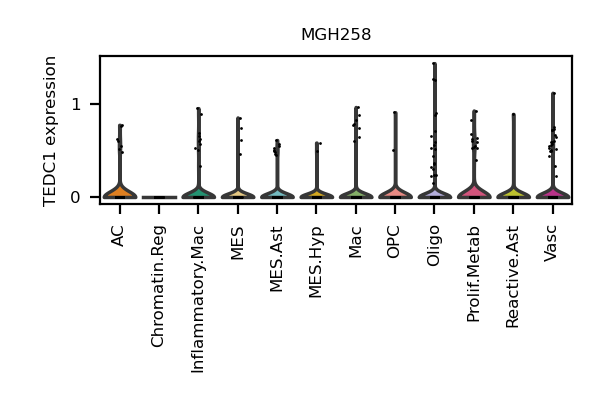 MGH258
TEDC1 expression
1
0
AC
Chromatin.Reg
Inflammatory.Mac
MES
MES.Ast
MES.Hyp
Mac
OPC
Oligo
Prolif.Metab
Reactive.Ast
Vasc